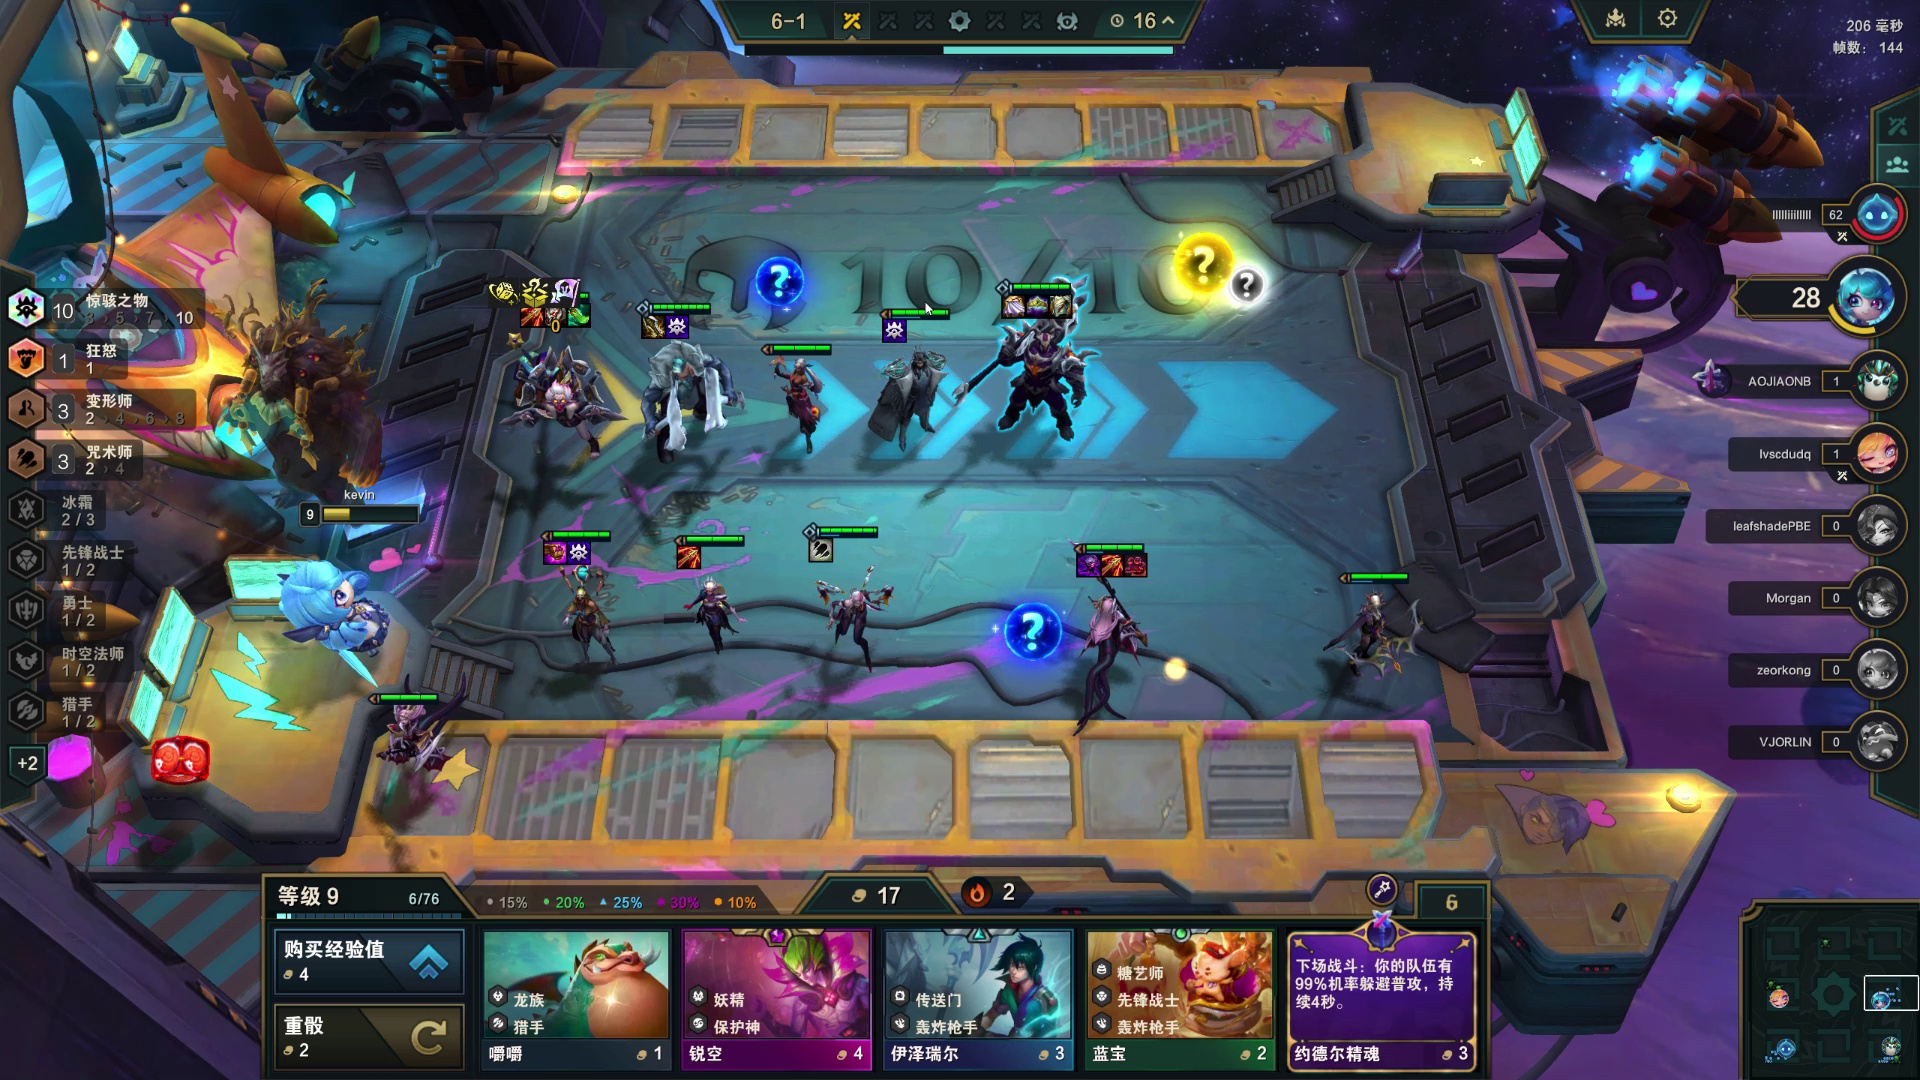 6-1
16
206 毫秒
帧数: 144
10/10
62
28
AOJIAONB
1
lvscdudq
1
leafshadePBE
0
Morgan
0
zeorkong
0
VJORLIN
0
10
惊骇之物
3 › 5 › 7 › 10
1
狂怒
1
3
变形师
2 › 4 › 6 › 8
3
咒术师
2 › 4
冰霜
2 / 3
先锋战士
1 / 2
勇士
1 / 2
时空法师
1 / 2
猎手
1 / 2
+2
kevin
9
0
等级 9
6/76
15%
20%
25%
30%
10%
17
2
6
购买经验值
4
重骰
2
龙族
猎手
嚼嚼
1
妖精
保护神
锐空
4
传送门
轰炸枪手
伊泽瑞尔
3
糖艺师
先锋战士
轰炸枪手
蓝宝
2
下场战斗：你的队伍有
99%机率躲避普攻，持
续4秒。
约德尔精魂
3